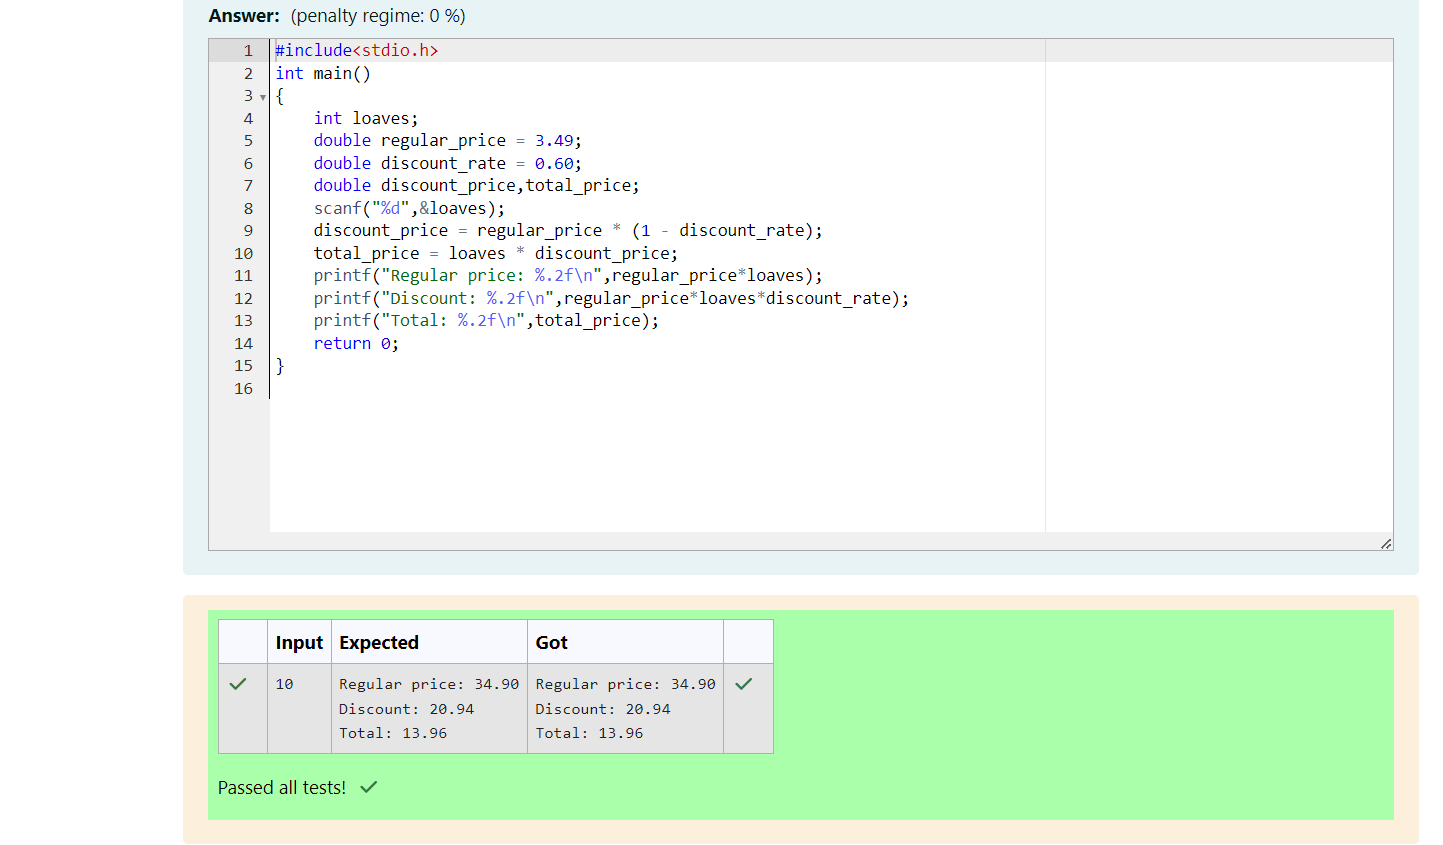 Answer: (penalty regime: 0 %)
1 #include<stdio.h>
2 int main()
3 {
4     int loaves;
5     double regular_price = 3.49;
6     double discount_rate = 0.60;
7     double discount_price,total_price;
8     scanf("%d",&loaves);
9     discount_price = regular_price * (1 - discount_rate);
10     total_price = loaves * discount_price;
11     printf("Regular price: %.2f\n",regular_price*loaves);
12     printf("Discount: %.2f\n",regular_price*loaves*discount_rate);
13     printf("Total: %.2f\n",total_price);
14     return 0;
15 }
16
Input Expected Got
10 Regular price: 34.90 Regular price: 34.90
Discount: 20.94 Discount: 20.94
Total: 13.96 Total: 13.96
Passed all tests!